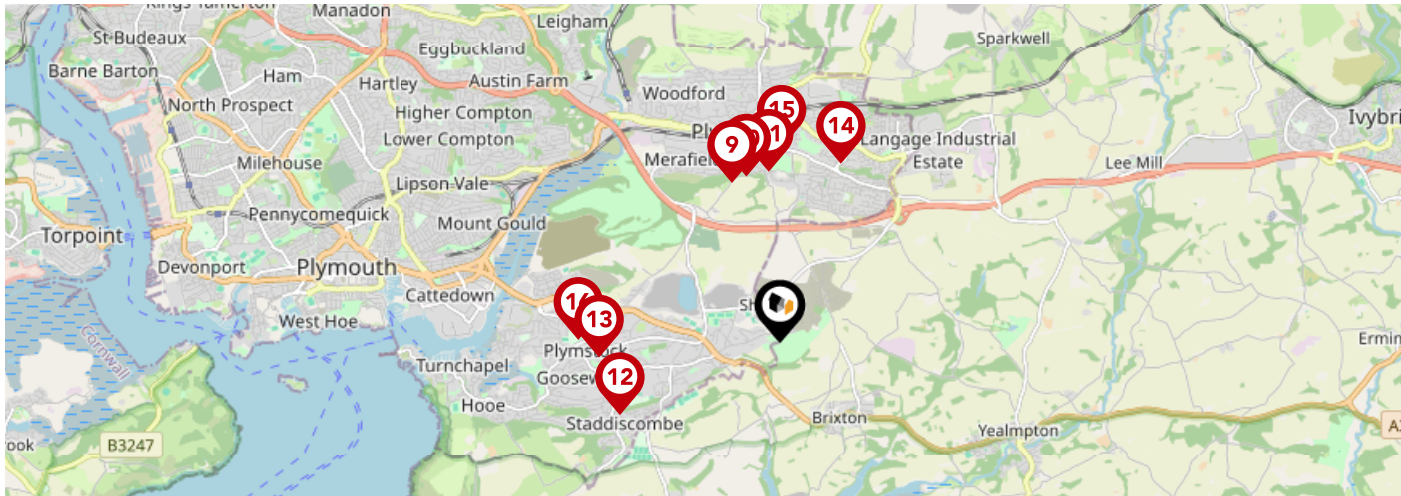 Manadon
Leigham
St Budeaux
Eggbuckland
Sparkwell
Barne Barton
Ham
Hartley
Austin Farm
Woodford
North Prospect
Higher Compton
15
14
Langage Industrial
Estate
Lower Compton
9
Milehouse
Lee Mill
Lipson Vale
Pennycomequick
Mount Gould
Torpoint
Devonport
Plymouth
Cattedown
West Hoe
13
Cornwall
Turnchapel
12
Hooe
Staddiscombe
Brixton
Yealmpton
B3247